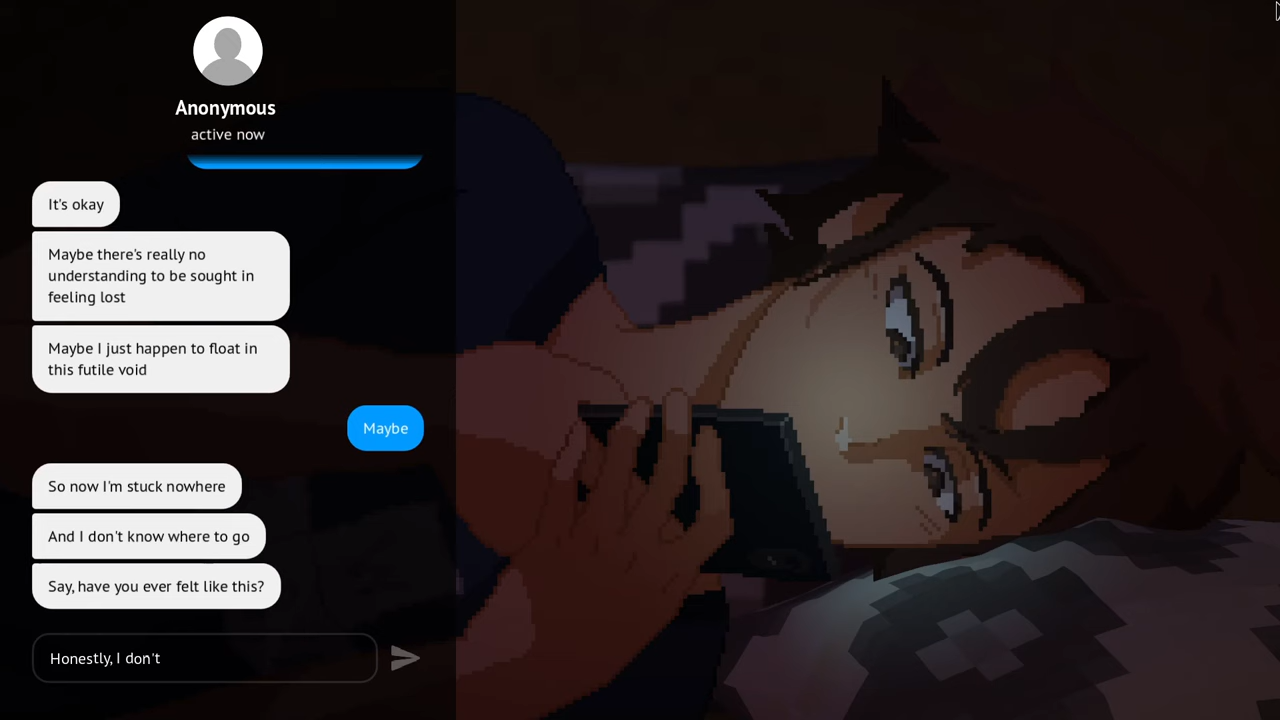 Anonymous
active now
It's okay
Maybe there's really no
understanding to be sought in
feeling lost
Maybe I just happen to float in
this futile void
Maybe
So now I'm stuck nowhere
And I don't know where to go
Say, have you ever felt like this?
Honestly, I don't